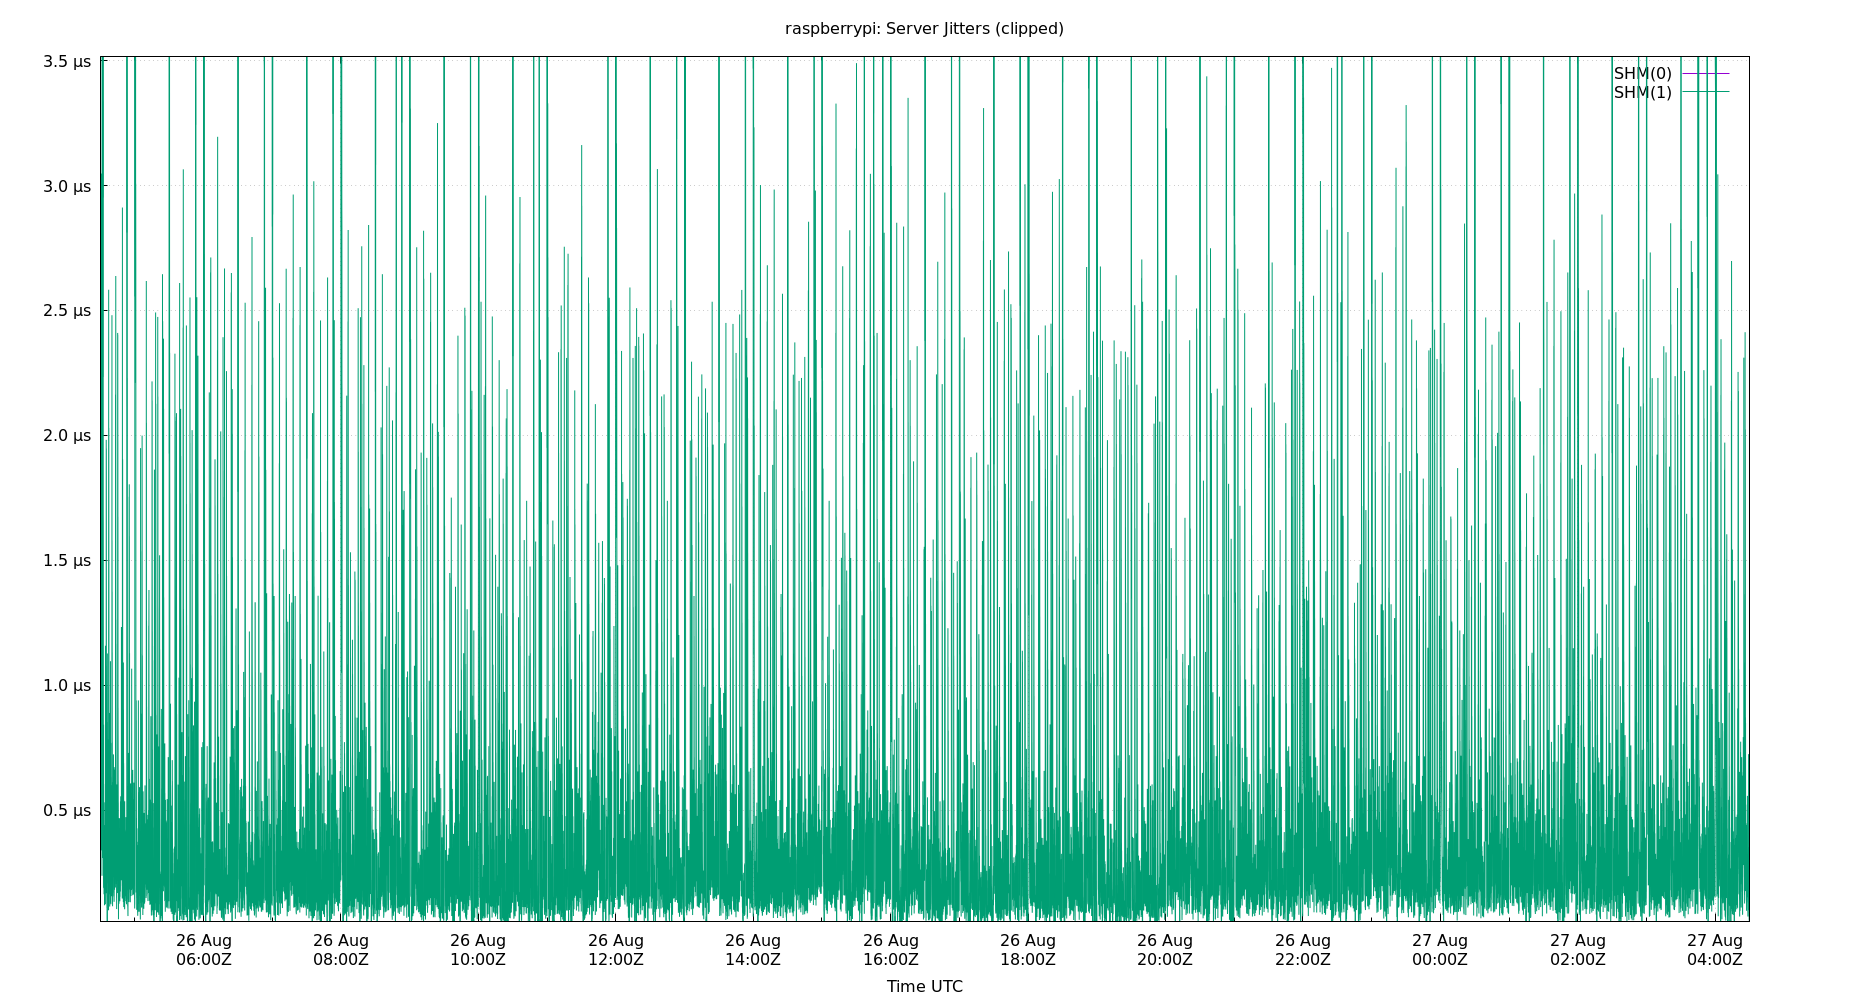 raspberrypi: Server Jitters (clipped)
3.5 µs
3.0 µs
2.5 µs
2.0 µs
1.5 µs
1.0 µs
0.5 µs
SHM(0)
SHM(1)
26 Aug
06:00Z
26 Aug
08:00Z
26 Aug
10:00Z
26 Aug
12:00Z
26 Aug
14:00Z
26 Aug
16:00Z
26 Aug
18:00Z
26 Aug
20:00Z
26 Aug
22:00Z
27 Aug
00:00Z
27 Aug
02:00Z
27 Aug
04:00Z
Time UTC